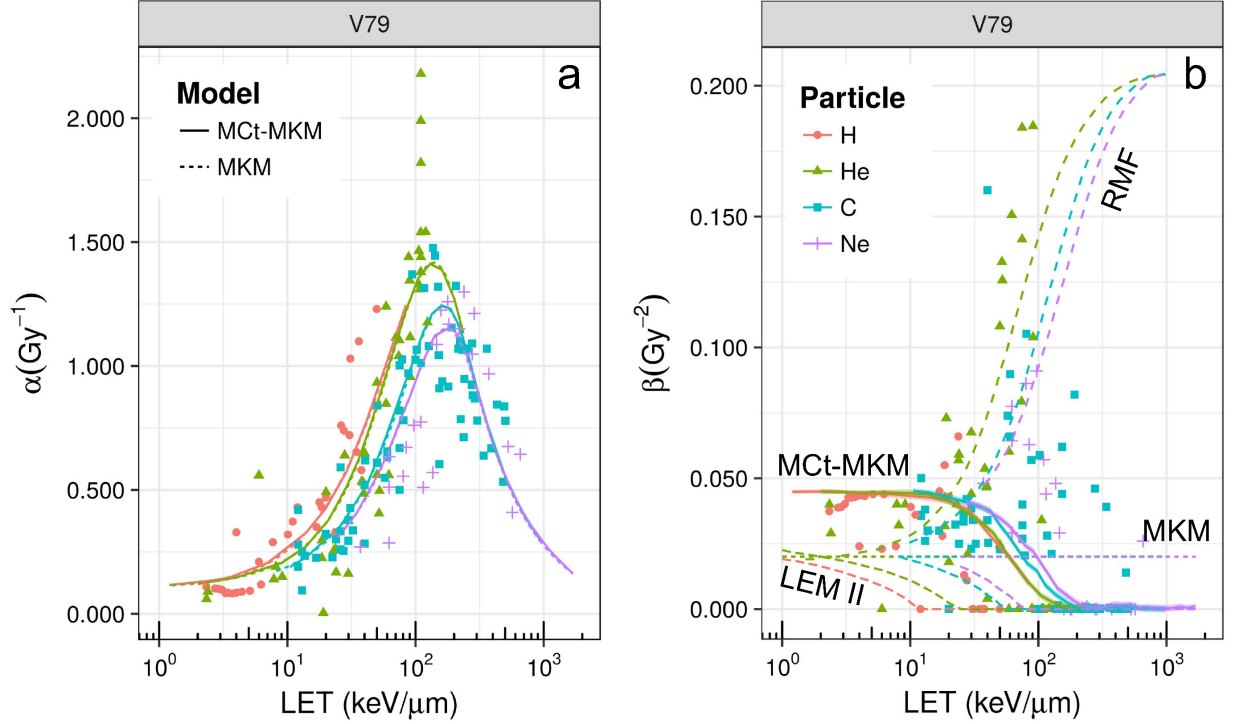 V79
a
Model
MCt-MKM
MKM
2.000
1.500
1.000
0.500
0.000
α(Gy⁻¹)
10⁰ 10¹ 10² 10³
LET (keV/μm)
V79
b
Particle
H
He
C
Ne
RMF
MCt-MKM
MKM
LEM II
0.200
0.150
0.100
0.050
0.000
β(Gy⁻²)
10⁰ 10¹ 10² 10³
LET (keV/μm)